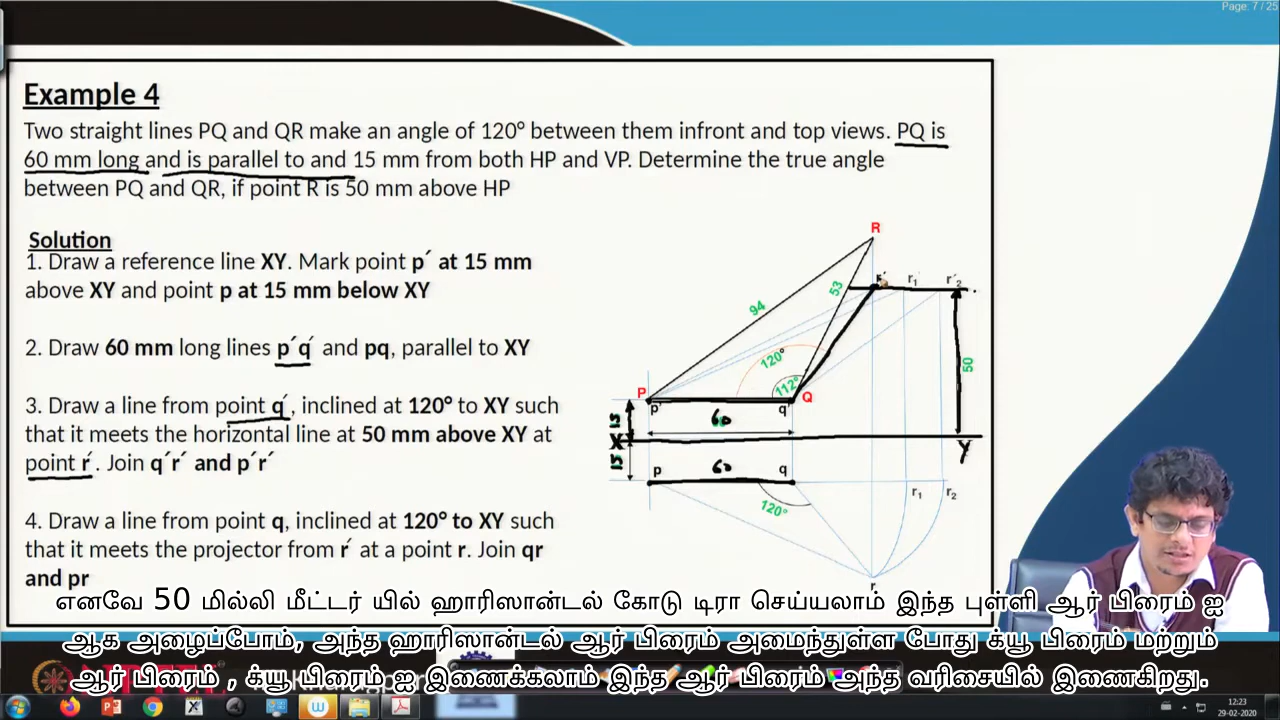 Page: 7 / 25
Example 4
Two straight lines PQ and QR make an angle of 120° between them infront and top views. PQ is
60 mm long and is parallel to and 15 mm from both HP and VP. Determine the true angle
between PQ and QR, if point R is 50 mm above HP
Solution
1. Draw a reference line XY. Mark point p´ at 15 mm
above XY and point p at 15 mm below XY
2. Draw 60 mm long lines p´q´ and pq, parallel to XY
3. Draw a line from point q´, inclined at 120° to XY such
that it meets the horizontal line at 50 mm above XY at
point r´. Join q´r´ and p´r´
4. Draw a line from point q, inclined at 120° to XY such
that it meets the projector from r´ at a point r. Join qr
and pr
R
r´ r₁ r´₂
94 53
120° 112° 50
P Q
p´ q´
15 60
X Y
15 p 60 q
r₁ r₂
120°
r
எனவே 50 மில்லி மீட்டர் யில் ஹாரிஸான்டல் கோடு டிரா செய்யலாம் இந்த புள்ளி ஆர் பிரைம் ஐ
ஆக அழைப்போம், அந்த ஹாரிஸான்டல் ஆர் பிரைம் அமைந்துள்ள போது க்யூ பிரைம் மற்றும்
ஆர் பிரைம் , க்யூ பிரைம் ஐ இணைக்கலாம் இந்த ஆர் பிரைம் அந்த வரிசையில் இணைகிறது.
12:23
29-02-2020